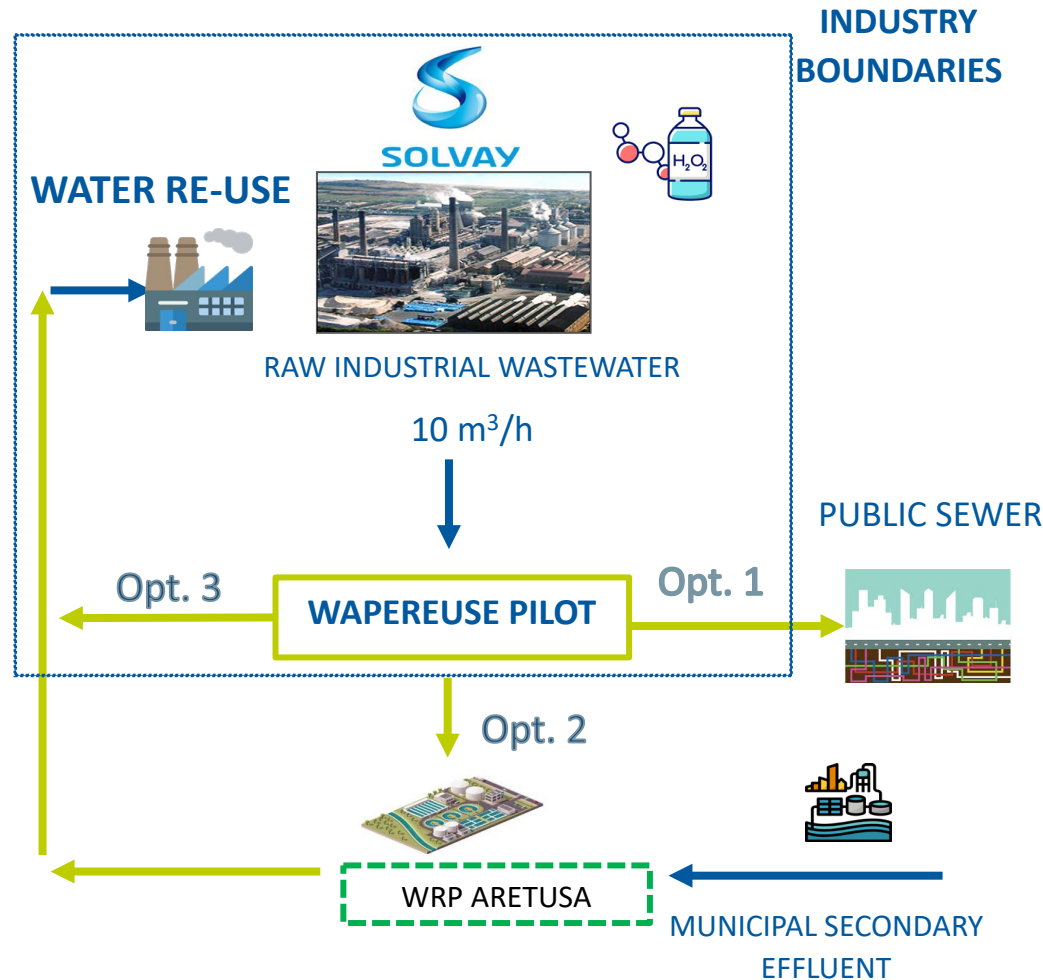 INDUSTRY
BOUNDARIES
SOLVAY
H₂O₂
WATER RE-USE
RAW INDUSTRIAL WASTEWATER
10 m³/h
PUBLIC SEWER
Opt. 3
WAPEREUSE PILOT
Opt. 1
Opt. 2
WRP ARETUSA
MUNICIPAL SECONDARY
EFFLUENT